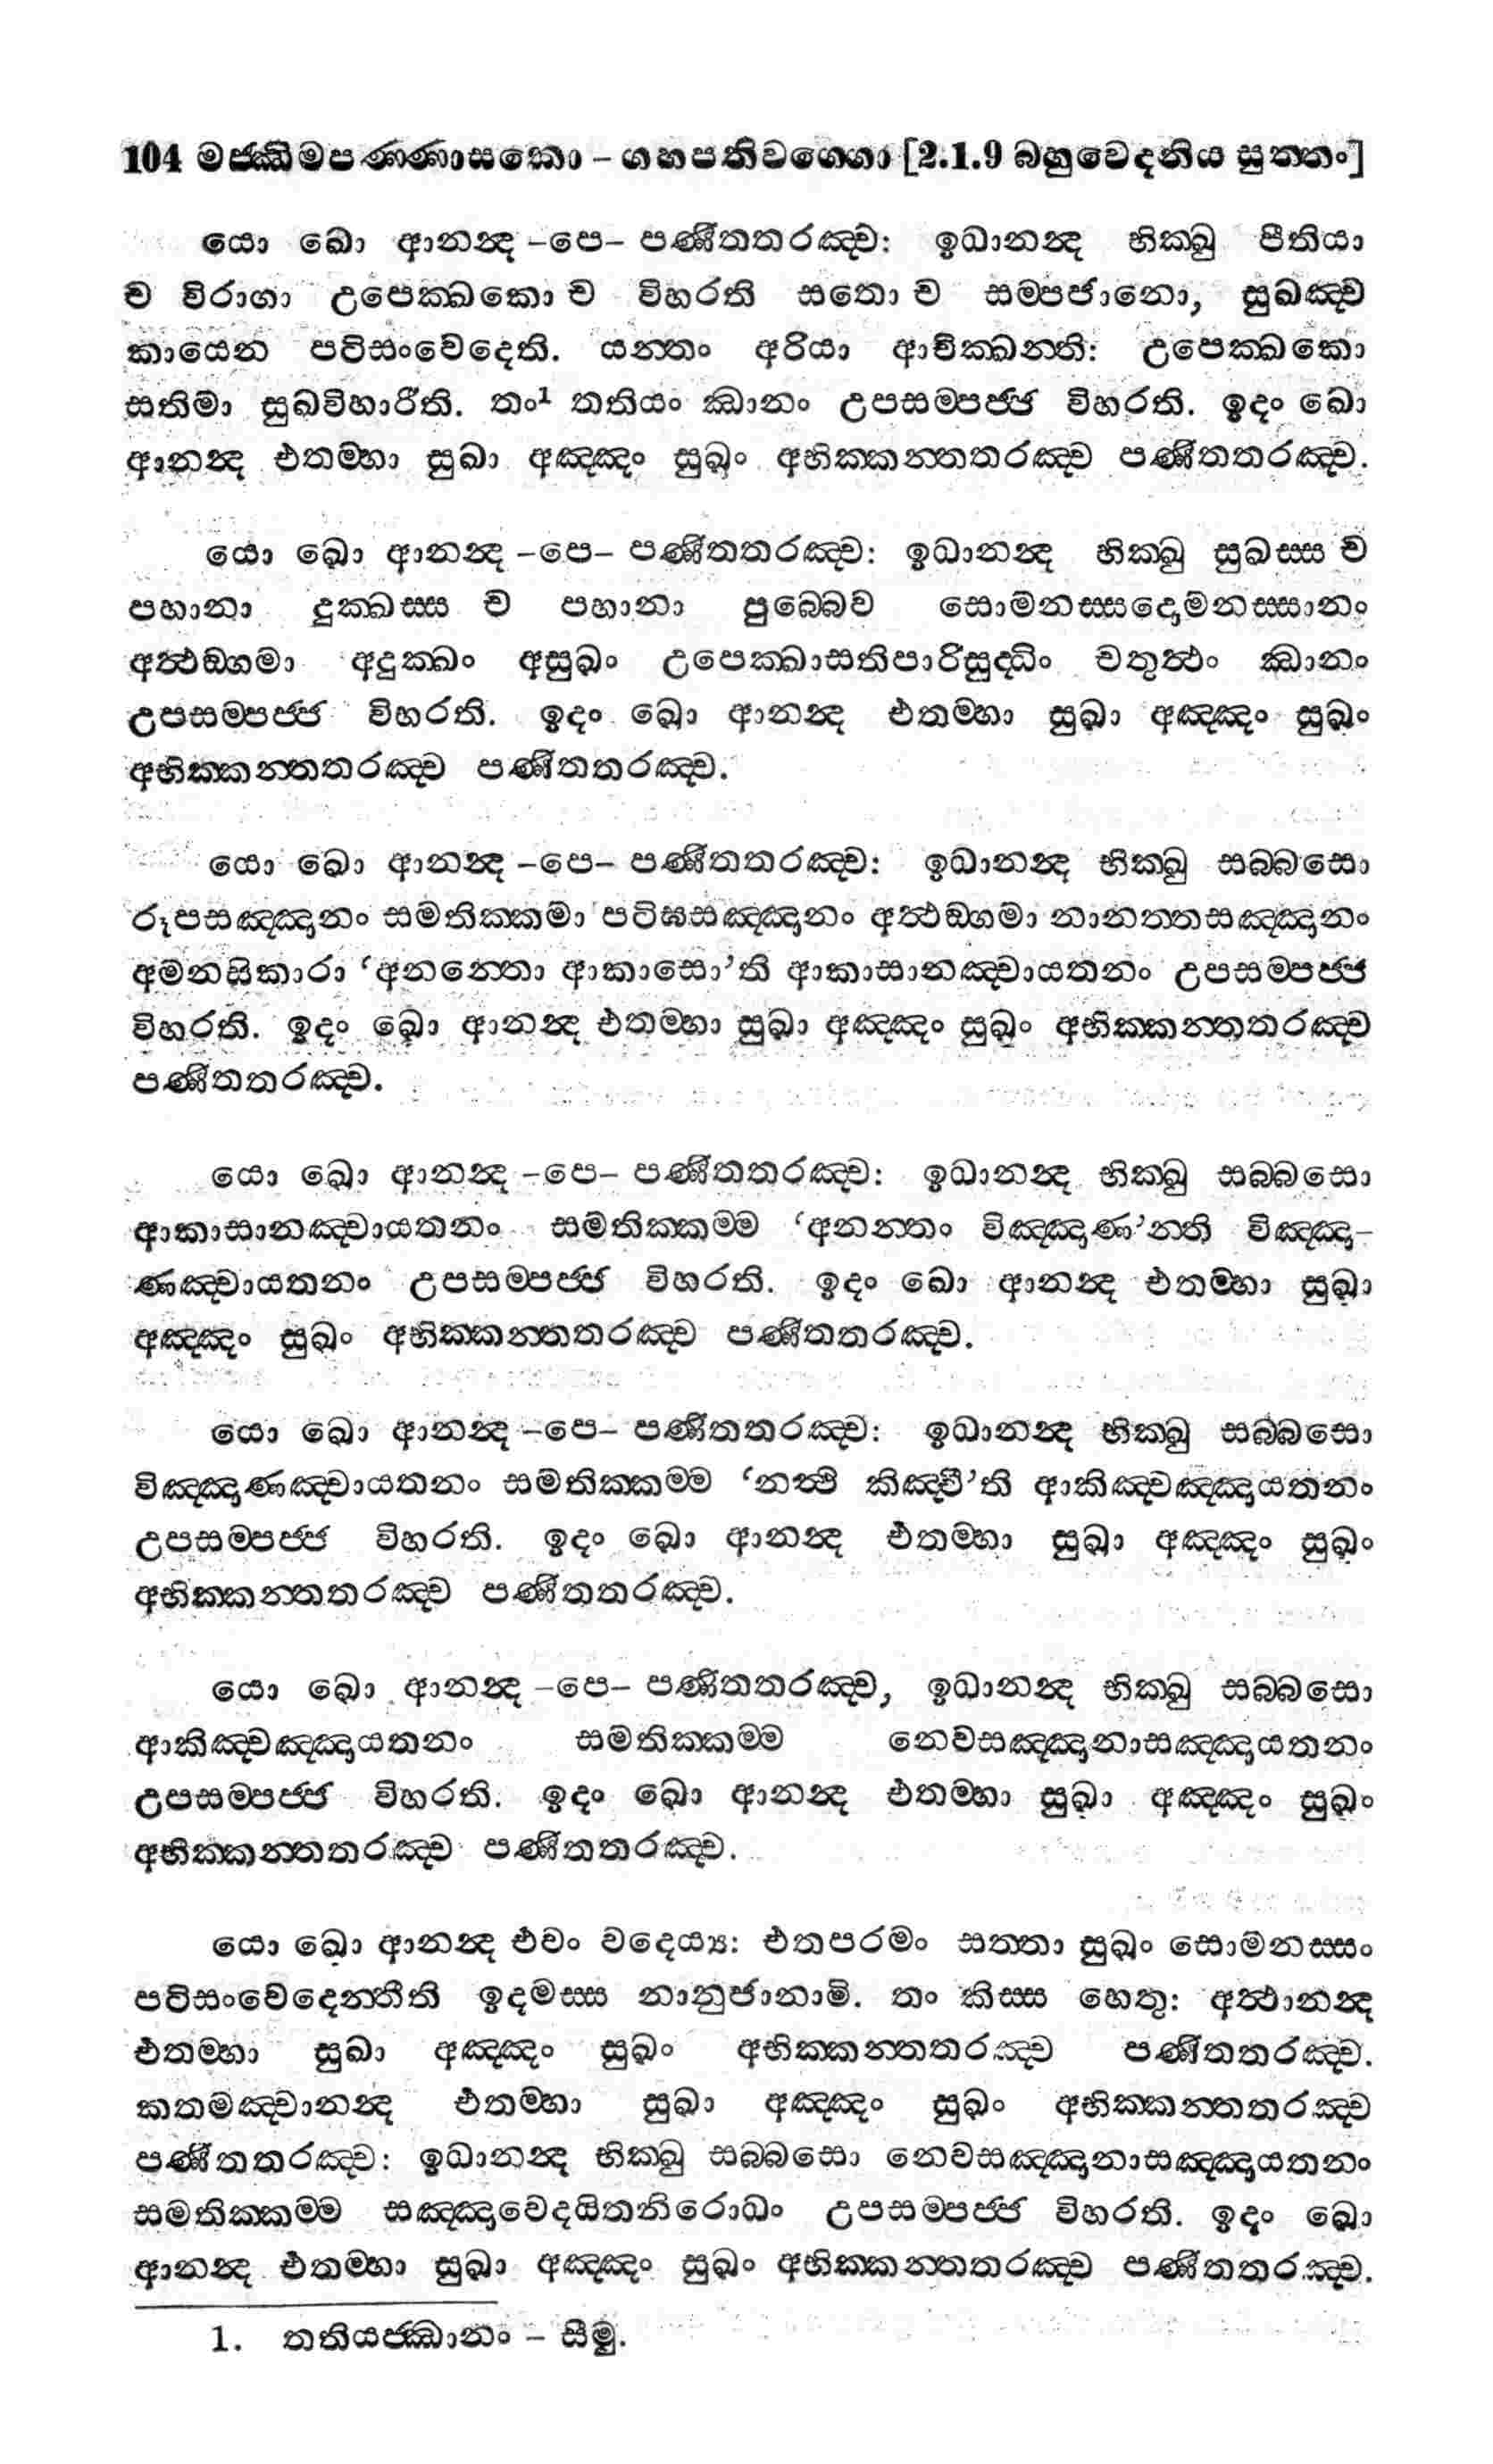 104 මජ්ඣිමපණ්ණාසකො – ගහපතිවග්ගො [2.1.9 බහුවේදනිය සුත්තං]
යො ඛො ආනන්ද –පෙ– පණීතතරඤ්ච: ඉධානන්ද භික්ඛු පීතියා
ච විරාගා උපෙක්ඛකො ච විහරති සතො ච සම්පජානො, සුඛඤ්ච
කායෙන පටිසංවේදෙති. යන්තං අරියා ආචික්ඛන්ති: උපෙක්ඛකො
සතිමා සුඛවිහාරීති. තං¹ තතියං ඣානං උපසම්පජ්ජ විහරති. ඉදං ඛො
ආනන්ද එතම්හා සුඛා අඤ්ඤං සුඛං අභික්කන්තතරඤ්ච පණීතතරඤ්ච.
යො ඛො ආනන්ද –පෙ– පණීතතරඤ්ච: ඉධානන්ද භික්ඛු සුඛස්ස ච
පහානා දුක්ඛස්ස ච පහානා පුබ්බෙව සොමනස්සදොමනස්සානං
අත්ථඞ්ගමා අදුක්ඛං අසුඛං උපෙක්ඛාසතිපාරිසුද්ධිං චතුත්ථං ඣානං
උපසම්පජ්ජ විහරති. ඉදං ඛො ආනන්ද එතම්හා සුඛා අඤ්ඤං සුඛං
අභික්කන්තතරඤ්ච පණීතතරඤ්ච.
යො ඛො ආනන්ද –පෙ– පණීතතරඤ්ච: ඉධානන්ද භික්ඛු සබ්බසො
රූපසඤ්ඤානං සමතික්කමා පටිඝසඤ්ඤානං අත්ථඞ්ගමා නානත්තසඤ්ඤානං
අමනසිකාරා ‘අනන්තො ආකාසො’ති ආකාසානඤ්චායතනං උපසම්පජ්ජ
විහරති. ඉදං ඛො ආනන්ද එතම්හා සුඛා අඤ්ඤං සුඛං අභික්කන්තතරඤ්ච
පණීතතරඤ්ච.
යො ඛො ආනන්ද –පෙ– පණීතතරඤ්ච: ඉධානන්ද භික්ඛු සබ්බසො
ආකාසානඤ්චායතනං සමතික්කම්ම ‘අනන්තං විඤ්ඤාණ’න්ති විඤ්ඤා-
ණඤ්චායතනං උපසම්පජ්ජ විහරති. ඉදං ඛො ආනන්ද එතම්හා සුඛා
අඤ්ඤං සුඛං අභික්කන්තතරඤ්ච පණීතතරඤ්ච.
යො ඛො ආනන්ද –පෙ– පණීතතරඤ්ච: ඉධානන්ද භික්ඛු සබ්බසො
විඤ්ඤාණඤ්චායතනං සමතික්කම්ම ‘නත්ථි කිඤ්චී’ති ආකිඤ්චඤ්ඤායතනං
උපසම්පජ්ජ විහරති. ඉදං ඛො ආනන්ද එතම්හා සුඛා අඤ්ඤං සුඛං
අභික්කන්තතරඤ්ච පණීතතරඤ්ච.
යො ඛො ආනන්ද –පෙ– පණීතතරඤ්ච, ඉධානන්ද භික්ඛු සබ්බසො
ආකිඤ්චඤ්ඤායතනං සමතික්කම්ම නෙවසඤ්ඤානාසඤ්ඤායතනං
උපසම්පජ්ජ විහරති. ඉදං ඛො ආනන්ද එතම්හා සුඛා අඤ්ඤං සුඛං
අභික්කන්තතරඤ්ච පණීතතරඤ්ච.
යො ඛො ආනන්ද එවං වදෙය්‍ය: එතපරමං සත්තා සුඛං සොමනස්සං
පටිසංවේදෙන්තීති ඉදමස්ස නානුජානාමි. තං කිස්ස හෙතු: අත්ථානන්ද
එතම්හා සුඛා අඤ්ඤං සුඛං අභික්කන්තතරඤ්ච පණීතතරඤ්ච.
කතමඤ්චානන්ද එතම්හා සුඛා අඤ්ඤං සුඛං අභික්කන්තතරඤ්ච
පණීතතරඤ්ච: ඉධානන්ද භික්ඛු සබ්බසො නෙවසඤ්ඤානාසඤ්ඤායතනං
සමතික්කම්ම සඤ්ඤාවෙදයිතනිරොධං උපසම්පජ්ජ විහරති. ඉදං ඛො
ආනන්ද එතම්හා සුඛා අඤ්ඤං සුඛං අභික්කන්තතරඤ්ච පණීතතරඤ්ච.
1. තතියජ්ඣානං – සීමු.